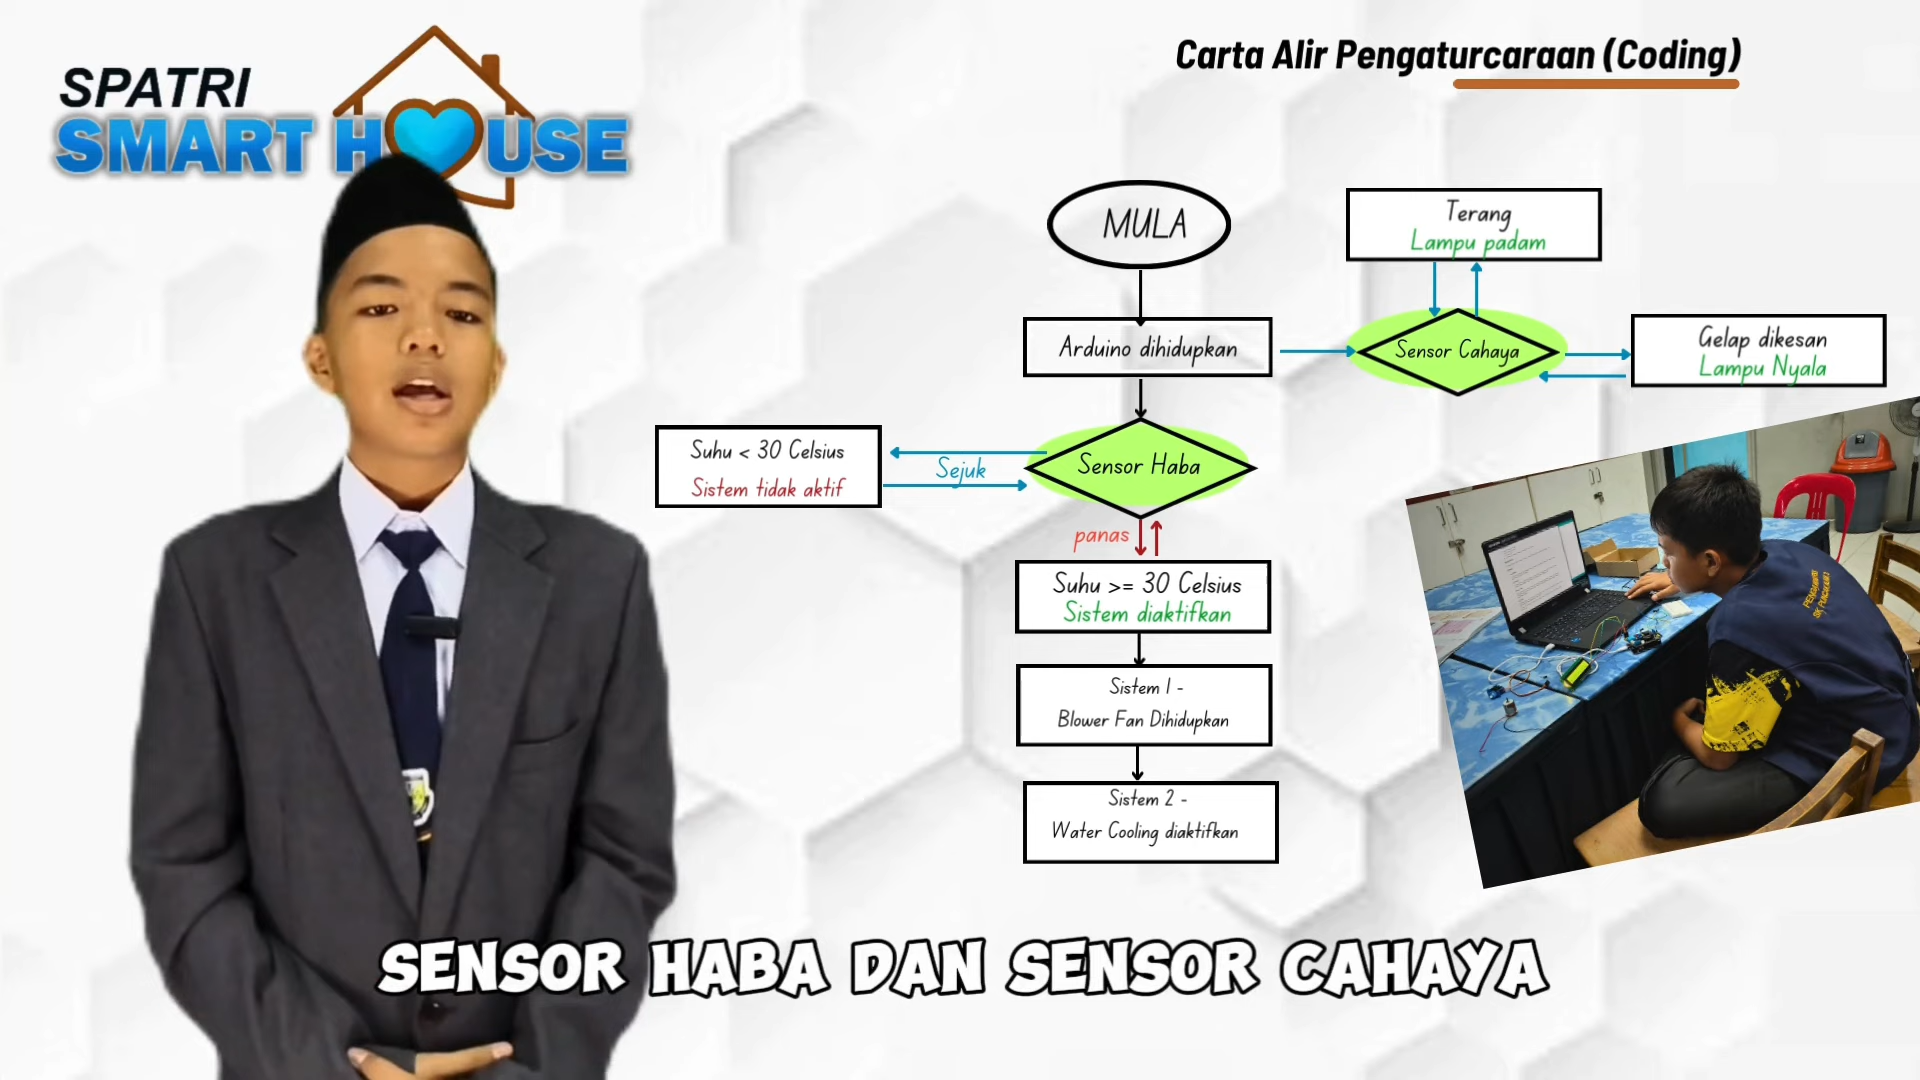 SPATRI
SMART HOUSE
Carta Alir Pengaturcaraan (Coding)
MULA
Terang
Lampu padam
Arduino dihidupkan
Sensor Cahaya
Gelap dikesan
Lampu Nyala
Suhu < 30 Celsius
Sistem tidak aktif
Sejuk
Sensor Haba
panas
Suhu >= 30 Celsius
Sistem diaktifkan
Sistem 1 -
Blower Fan Dihidupkan
Sistem 2 -
Water Cooling diaktifkan
SENSOR HABA DAN SENSOR CAHAYA